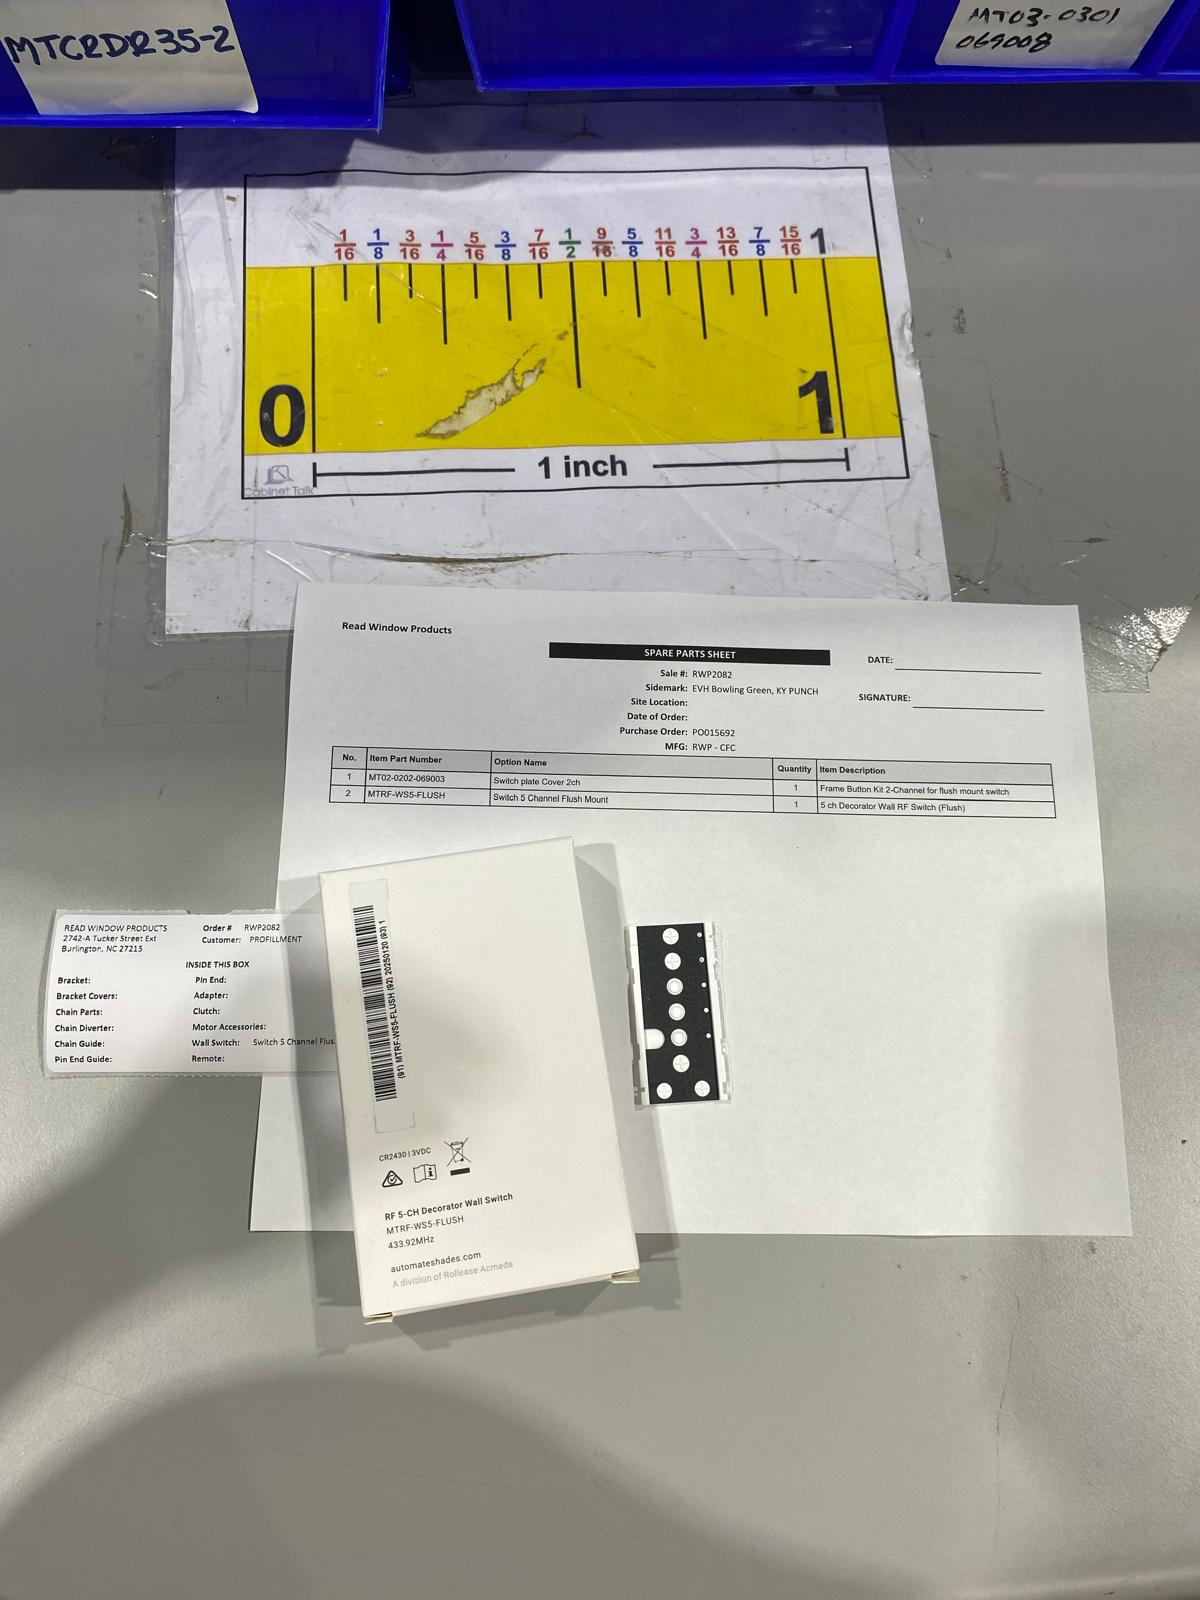 MTCRDR35-2
MT03-0301
069008
1/16 1/8 3/16 1/4 5/16 3/8 7/16 1/2 9/16 5/8 11/16 3/4 13/16 7/8 15/16 1
0 1
1 inch
Cabinet Talk
Read Window Products
SPARE PARTS SHEET
DATE:
Sale #: RWP2082
Sidemark: EVH Bowling Green, KY PUNCH
SIGNATURE:
Site Location:
Date of Order:
Purchase Order: PO015692
MFG: RWP - CFC
No. Item Part Number Option Name Quantity Item Description
1 MT02-0202-069003 Switch plate Cover 2ch 1 Frame Button Kit 2-Channel for flush mount switch
2 MTRF-WS5-FLUSH Switch 5 Channel Flush Mount 1 5 ch Decorator Wall RF Switch (Flush)
READ WINDOW PRODUCTS
2742-A Tucker Street Ext
Burlington, NC 27215
Order # RWP2082
Customer: PROFILLMENT
INSIDE THIS BOX
Bracket: Pin End:
Bracket Covers: Adapter:
Chain Parts: Clutch:
Chain Diverter: Motor Accessories:
Chain Guide: Wall Switch: Switch 5 Channel Flus
Pin End Guide: Remote:
(91) MTRF-WS5-FLUSH (92) 20250120 (93) 1
CR2430 | 3VDC
RF 5-CH Decorator Wall Switch
MTRF-WS5-FLUSH
433.92MHz
automateshades.com
A division of Rollease Acmeda